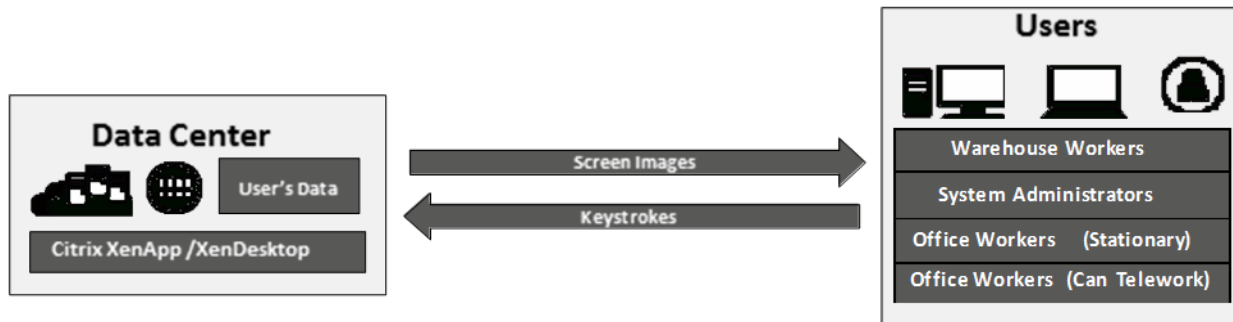 Data Center
User's Data
Citrix XenApp /XenDesktop
Screen Images
Keystrokes
Users
Warehouse Workers
System Administrators
Office Workers (Stationary)
Office Workers (Can Telework)